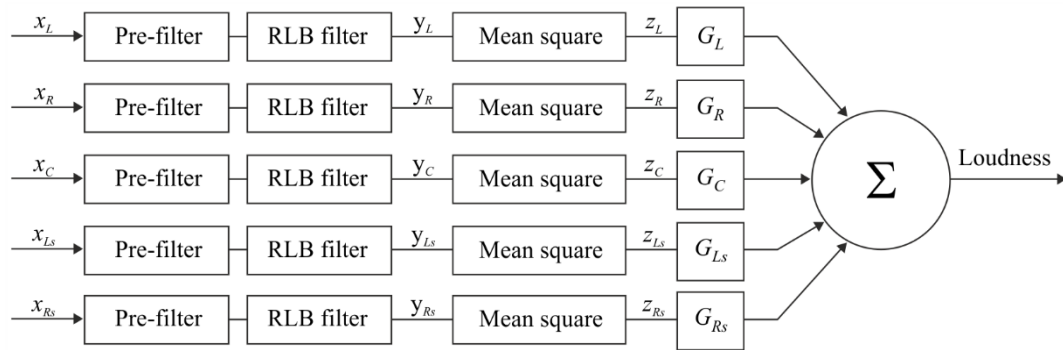 x_L Pre-filter RLB filter y_L Mean square z_L G_L
x_R Pre-filter RLB filter y_R Mean square z_R G_R
x_C Pre-filter RLB filter y_C Mean square z_C G_C
Σ
Loudness
x_Ls Pre-filter RLB filter y_Ls Mean square z_Ls G_Ls
x_Rs Pre-filter RLB filter y_Rs Mean square z_Rs G_Rs